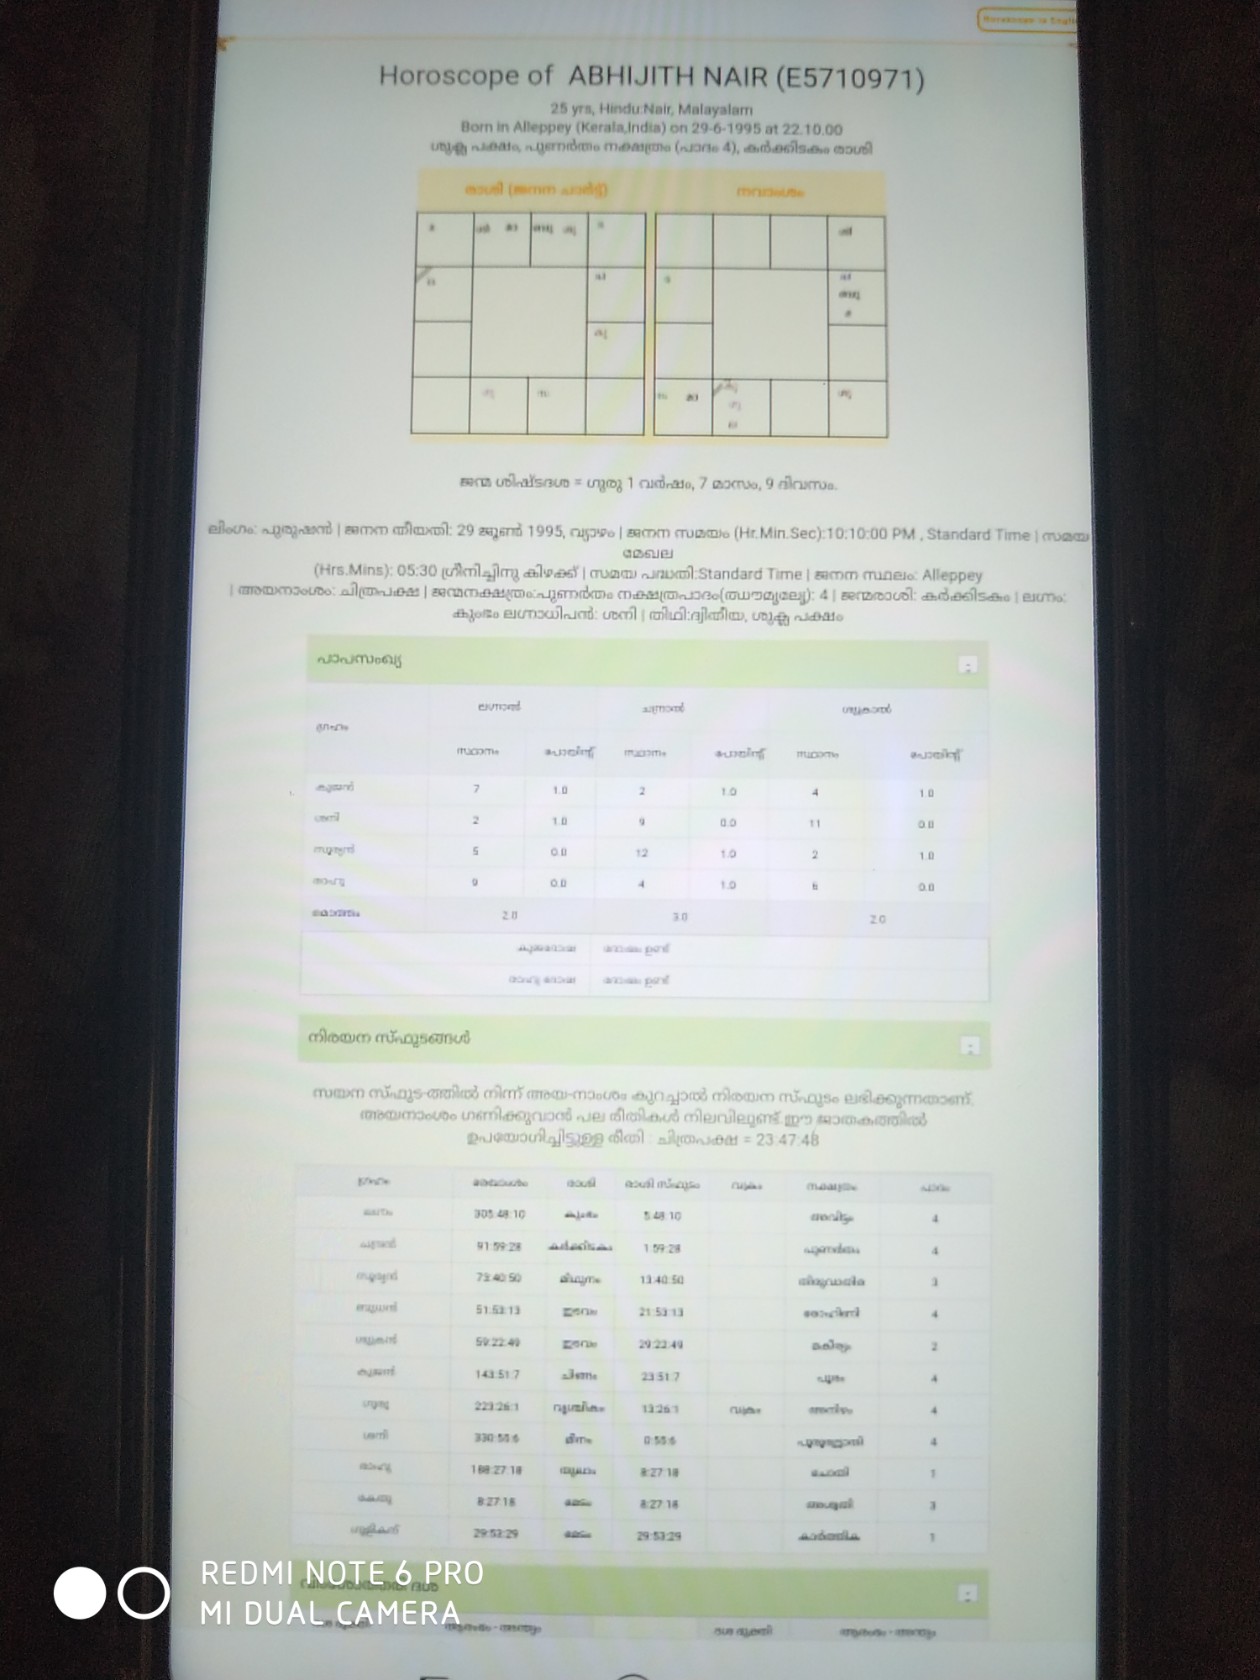 Horoscope in Engli
Horoscope of ABHIJITH NAIR (E5710971)
25 yrs, Hindu:Nair, Malayalam
Born in Alleppey (Kerala,India) on 29-6-1995 at 22.10.00
ശുക്ല പക്ഷം, പുണർതം നക്ഷത്രം (പാദം 4), കർക്കിടകം രാശി
രാശി (ജനന ചാർട്ട്) നവാംശം
ജന്മ ശിഷ്ടദശ = ഗുരു 1 വർഷം, 7 മാസം, 9 ദിവസം.
ലിംഗം: പുരുഷൻ | ജനന തീയതി: 29 ജൂൺ 1995, വ്യാഴം | ജനന സമയം (Hr.Min.Sec):10:10:00 PM , Standard Time | സമയ
മേഖല
(Hrs.Mins): 05:30 ഗ്രീനിച്ചിനു കിഴക്ക് | സമയ പദ്ധതി:Standard Time | ജനന സ്ഥലം: Alleppey
| അയനാംശം: ചിത്രപക്ഷ | ജന്മനക്ഷത്രം:പുണർതം നക്ഷത്രപാദം 4 | ജന്മരാശി: കർക്കിടകം | ലഗ്നം:
കുംഭം ലഗ്നാധിപൻ: ശനി | തിഥി:ദ്വിതീയ, ശുക്ല പക്ഷം
പാപസംഖ്യ
ഗ്രഹം ലഗ്നാൽ ചന്ദ്രാൽ ശുക്രാൽ
സ്ഥാനം പോയിന്റ് സ്ഥാനം പോയിന്റ് സ്ഥാനം പോയിന്റ്
കുജൻ 7 1.0 2 1.0 4 1.0
ശനി 2 1.0 9 0.0 11 0.0
സൂര്യൻ 5 0.0 12 1.0 2 1.0
രാഹു 9 0.0 4 1.0 6 0.0
മൊത്തം 2.0 3.0 2.0
കുജദോഷ ദോഷം ഉണ്ട്
രാഹു ദോഷ ദോഷം ഉണ്ട്
നിരയന സ്ഫുടങ്ങൾ
സയന സ്ഫുട-ത്തിൽ നിന്ന് അയ-നാംശം കുറച്ചാൽ നിരയന സ്ഫുടം ലഭിക്കുന്നതാണ്.
അയനാംശം ഗണിക്കുവാൻ പല രീതികൾ നിലവിലുണ്ട്.ഈ ജാതകത്തിൽ
ഉപയോഗിച്ചിട്ടുള്ള രീതി : ചിത്രപക്ഷ = 23:47:48
ഗ്രഹം രേഖാംശം രാശി രാശി സ്ഫുടം വക്രം നക്ഷത്രം പാദം
ലഗ്നം 305:48:10 കുംഭം 5:48:10 അവിട്ടം 4
ചന്ദ്രൻ 91:59:28 കർക്കിടകം 1:59:28 പുണർതം 4
സൂര്യൻ 73:40:50 മിഥുനം 13:40:50 തിരുവാതിര 3
ബുധൻ 51:53:13 ഇടവം 21:53:13 രോഹിണി 4
ശുക്രൻ 59:22:49 ഇടവം 29:22:49 മകീര്യം 2
കുജൻ 143:51:7 ചിങ്ങം 23:51:7 പൂരം 4
ഗുരു 223:26:1 വൃശ്ചികം 13:26:1 വക്രം അനിഴം 4
ശനി 330:55:6 മീനം 0:55:6 പൂരുരുട്ടാതി 4
രാഹു 188:27:18 തുലാം 8:27:18 ചോതി 1
കേതു 8:27:18 മേടം 8:27:18 അശ്വതി 3
ഗുളികൻ 29:53:29 മേടം 29:53:29 കാർത്തിക 1
ദശ ഭുക്തി ആരംഭം - അന്ത്യം ദശ ഭുക്തി ആരംഭം - അന്ത്യം
REDMI NOTE 6 PRO
MI DUAL CAMERA